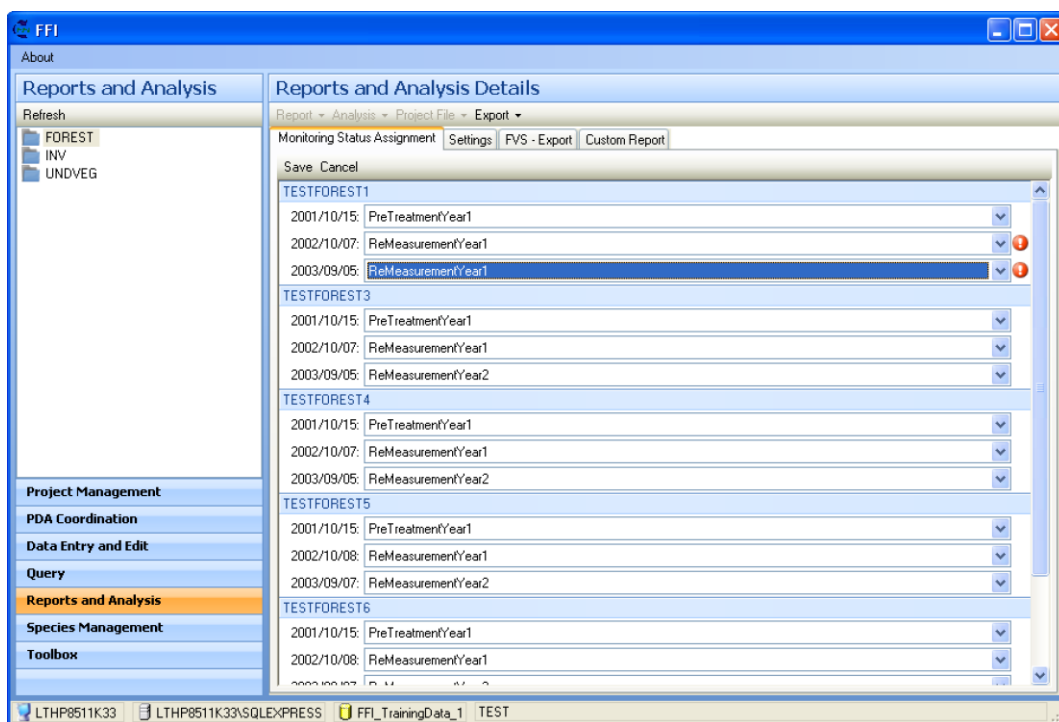 FFI
About
Reports and Analysis
Refresh
FOREST
INV
UNDVEG
Project Management
PDA Coordination
Data Entry and Edit
Query
Reports and Analysis
Species Management
Toolbox
Reports and Analysis Details
Report Analysis Project File Export
Monitoring Status Assignment Settings FVS - Export Custom Report
Save Cancel
TESTFOREST1
2001/10/15: PreTreatmentYear1
2002/10/07: ReMeasurementYear1
2003/09/05: ReMeasurementYear1
TESTFOREST3
2001/10/15: PreTreatmentYear1
2002/10/07: ReMeasurementYear1
2003/09/05: ReMeasurementYear2
TESTFOREST4
2001/10/15: PreTreatmentYear1
2002/10/07: ReMeasurementYear1
2003/09/05: ReMeasurementYear2
TESTFOREST5
2001/10/15: PreTreatmentYear1
2002/10/08: ReMeasurementYear1
2003/09/07: ReMeasurementYear2
TESTFOREST6
2001/10/15: PreTreatmentYear1
2002/10/08: ReMeasurementYear1
LTHP8511K33 LTHP8511K33\SQLEXPRESS FFI_TrainingData_1 TEST